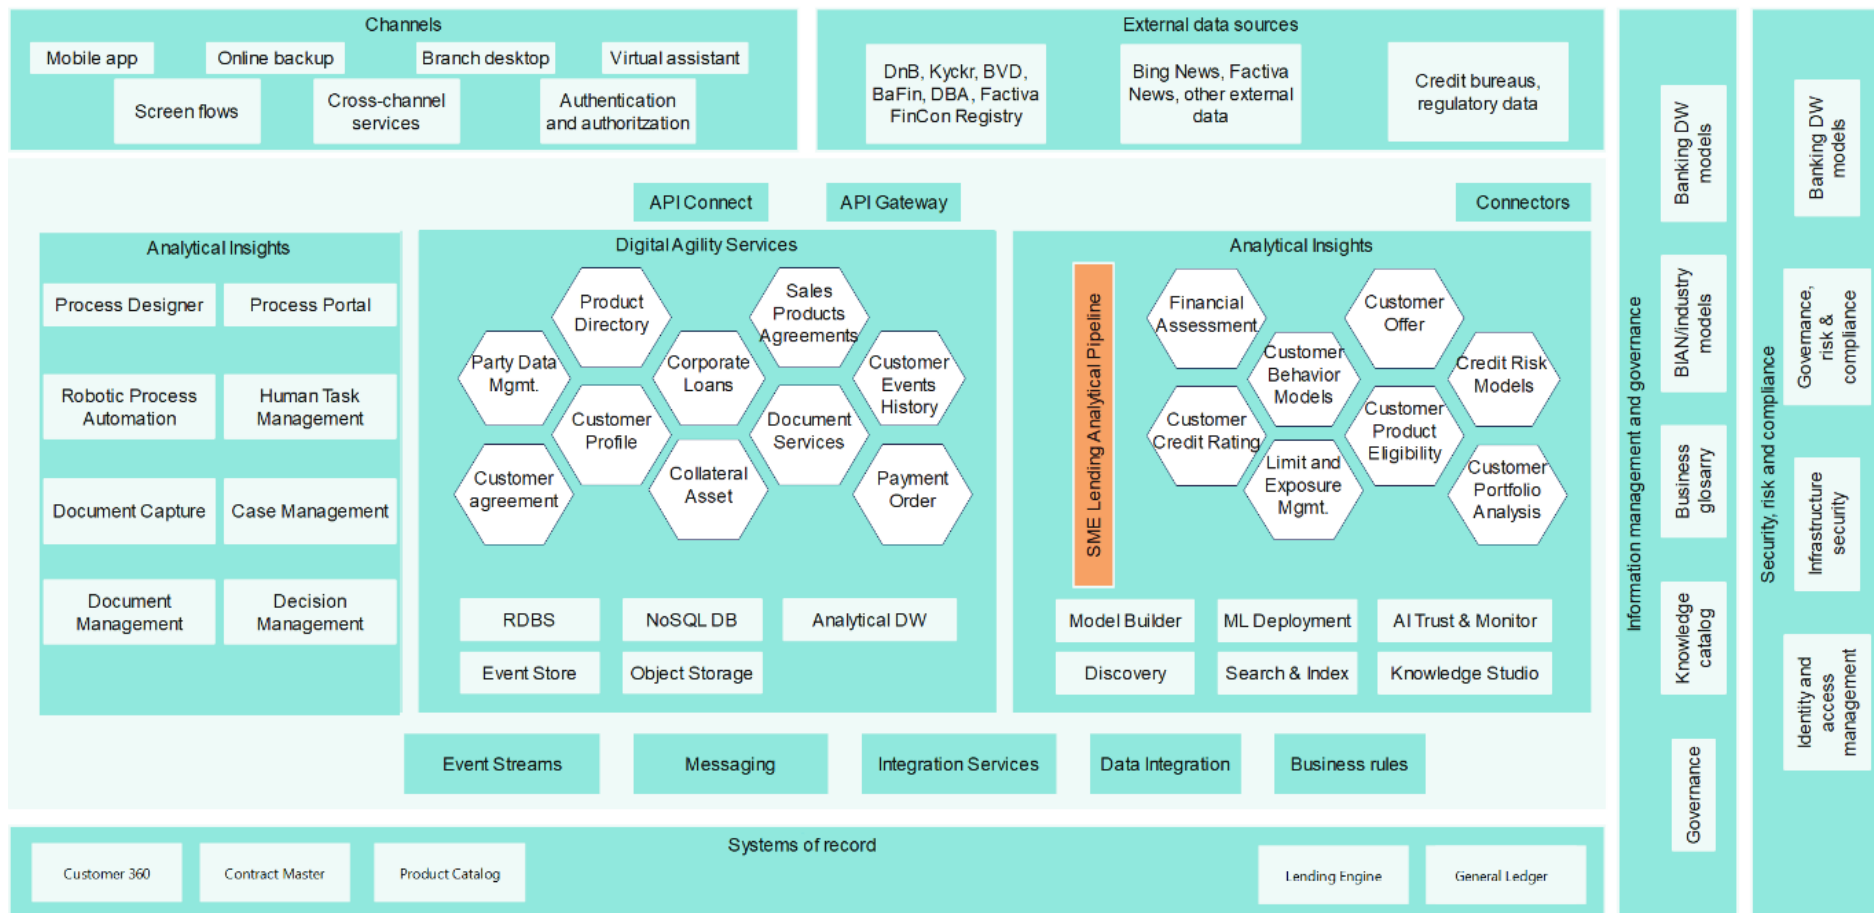 Channels
Mobile app
Online backup
Branch desktop
Virtual assistant
Screen flows
Cross-channel
services
Authentication
and authoritzation
External data sources
DnB, Kyckr, BVD,
BaFin, DBA, Factiva
FinCon Registry
Bing News, Factiva
News, other external
data
Credit bureaus,
regulatory data
API Connect
API Gateway
Connectors
Analytical Insights
Process Designer
Process Portal
Robotic Process
Automation
Human Task
Management
Document Capture
Case Management
Document
Management
Decision
Management
Digital Agility Services
Product
Directory
Sales
Products
Agreements
Party Data
Mgmt.
Corporate
Loans
Customer
Events
History
Customer
Profile
Document
Services
Customer
agreement
Collateral
Asset
Payment
Order
RDBS
NoSQL DB
Analytical DW
Event Store
Object Storage
Analytical Insights
SME Lending Analytical Pipeline
Financial
Assessment
Customer
Offer
Customer
Behavior
Models
Credit Risk
Models
Customer
Credit Rating
Customer
Product
Eligibility
Limit and
Exposure
Mgmt.
Customer
Portfolio
Analysis
Model Builder
ML Deployment
AI Trust & Monitor
Discovery
Search & Index
Knowledge Studio
Event Streams
Messaging
Integration Services
Data Integration
Business rules
Systems of record
Customer 360
Contract Master
Product Catalog
Lending Engine
General Ledger
Information management and governance
Banking DW
models
BIAN/industry
models
Business
glosarry
Knowledge
catalog
Governance
Security, risk and compliance
Banking DW
models
Governance,
risk &
compliance
Infrastructure
security
Identity and
access
management